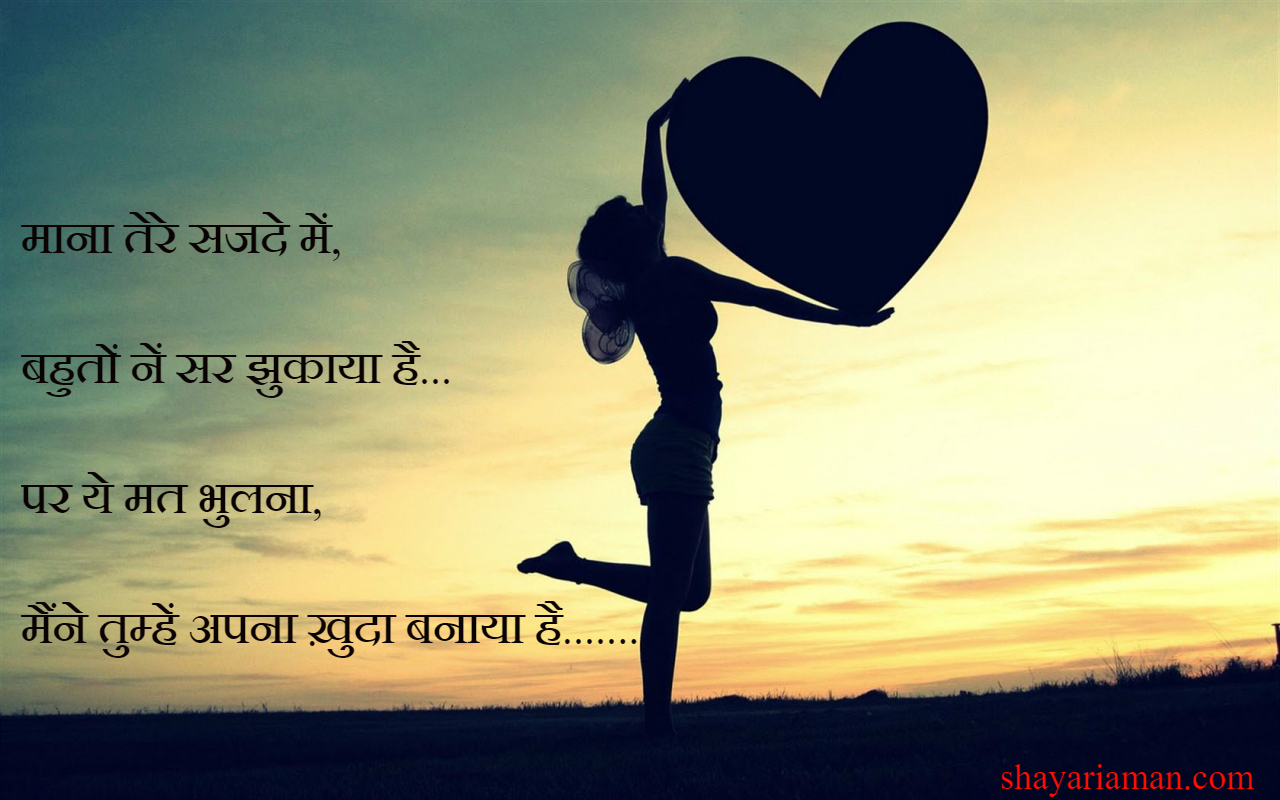 माना तेरे सजदे में,
बहुतों नें सर झुकाया है...
पर ये मत भुलना,
मैंने तुम्हें अपना ख़ुदा बनाया है.......
shayariaman.com